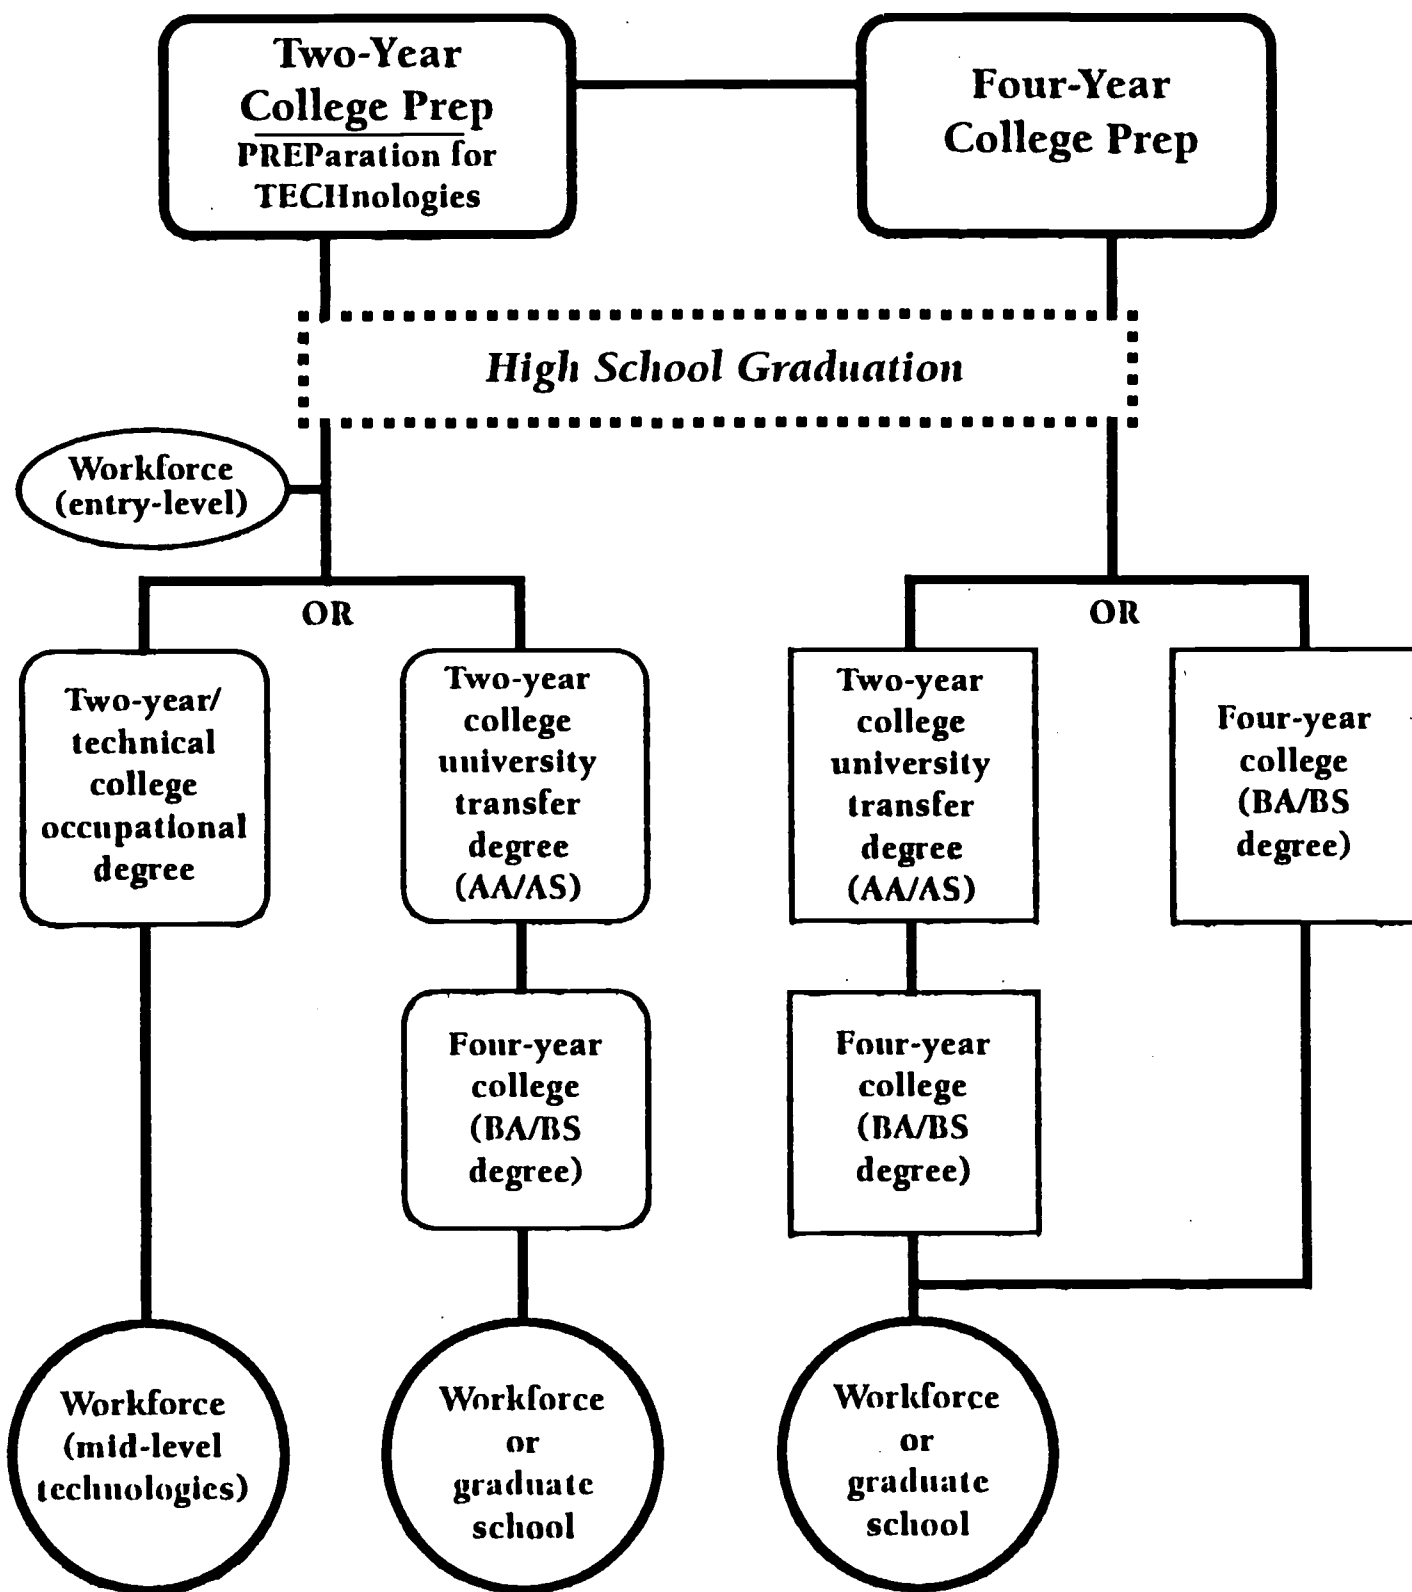 Two-Year
College Prep
PREParation for
TECHnologies
Four-Year
College Prep
High School Graduation
Workforce
(entry-level)
OR
OR
Two-year/
technical
college
occupational
degree
Two-year
college
university
transfer
degree
(AA/AS)
Two-year
college
university
transfer
degree
(AA/AS)
Four-year
college
(BA/BS
degree)
Four-year
college
(BA/BS
degree)
Four-year
college
(BA/BS
degree)
Workforce
(mid-level
technologies)
Workforce
or
graduate
school
Workforce
or
graduate
school